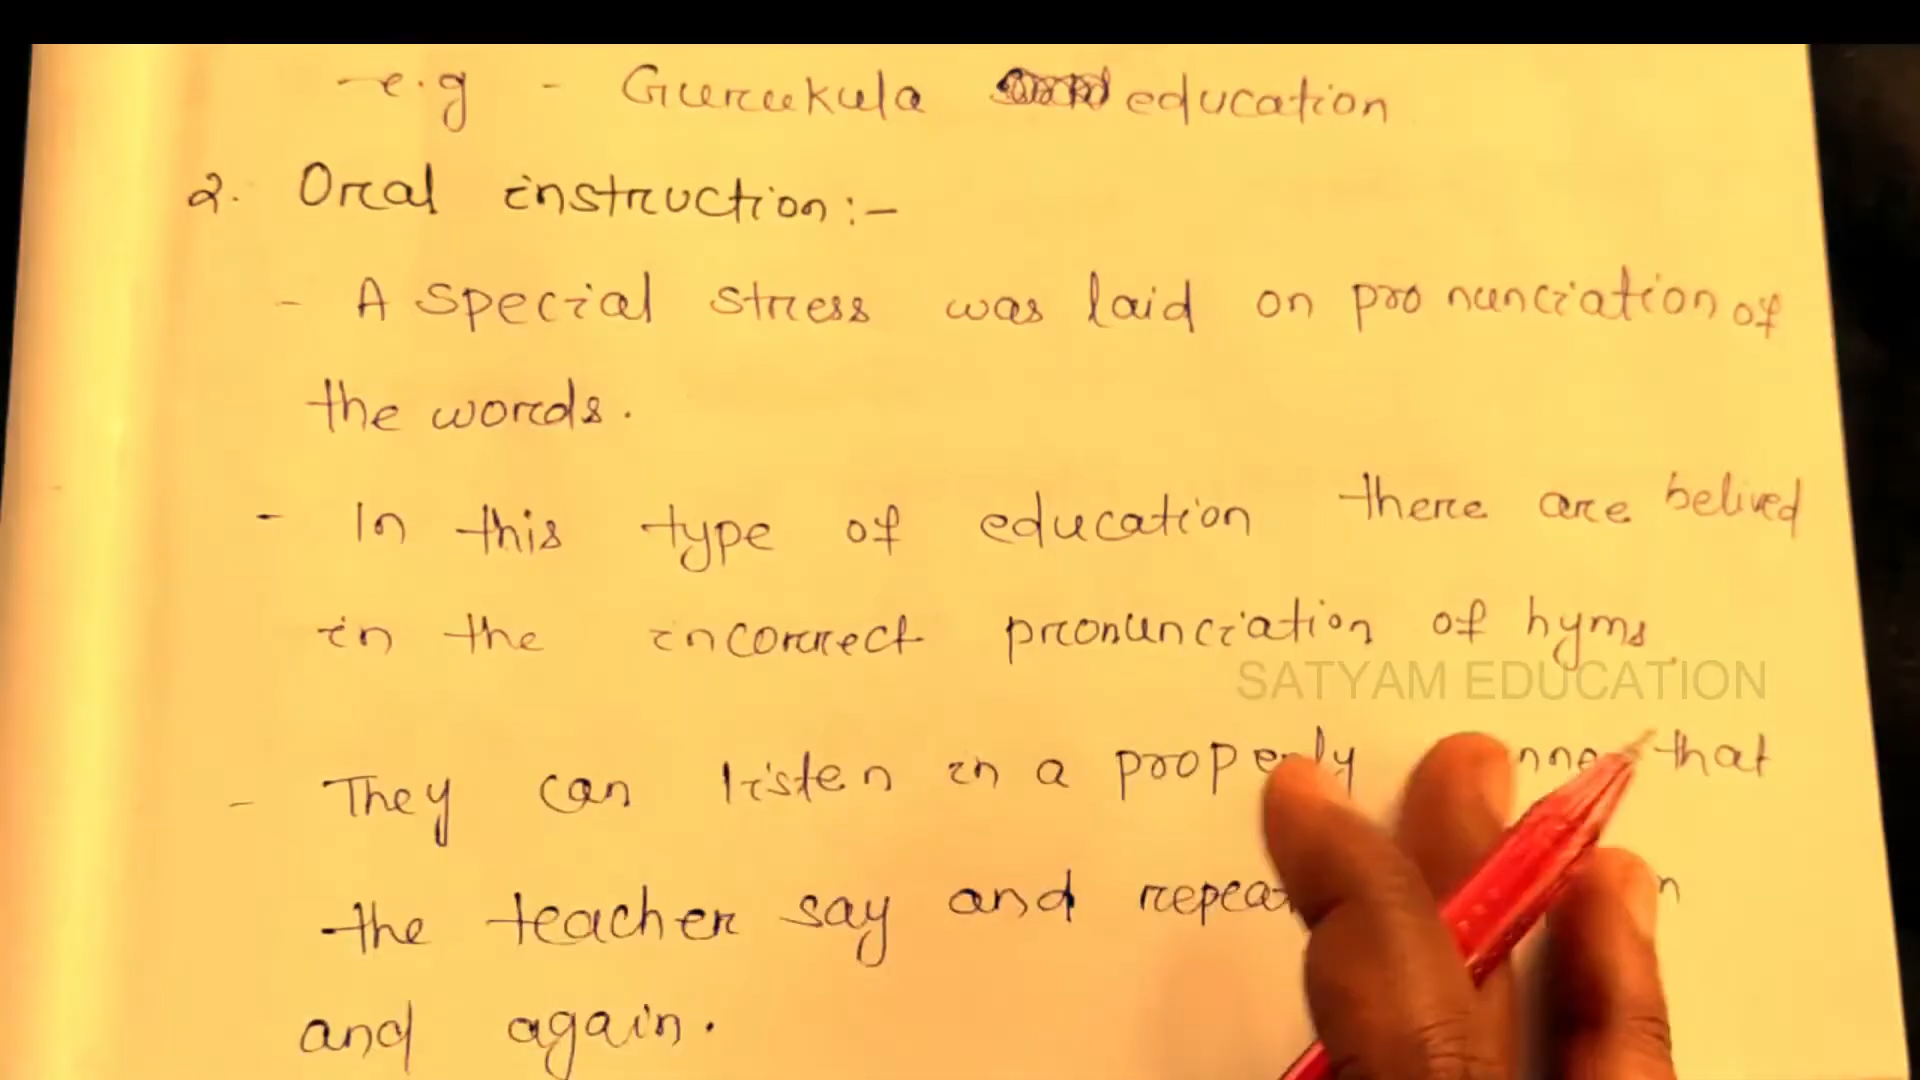 e.g - Gurukula education
2. Oral instruction:-
- A special stress was laid on pronunciation of
the words.
- In this type of education there are belived
in the incorrect pronunciation of hyms.
SATYAM EDUCATION
- They can listen in a properly that
the teacher say and repeat
and again.